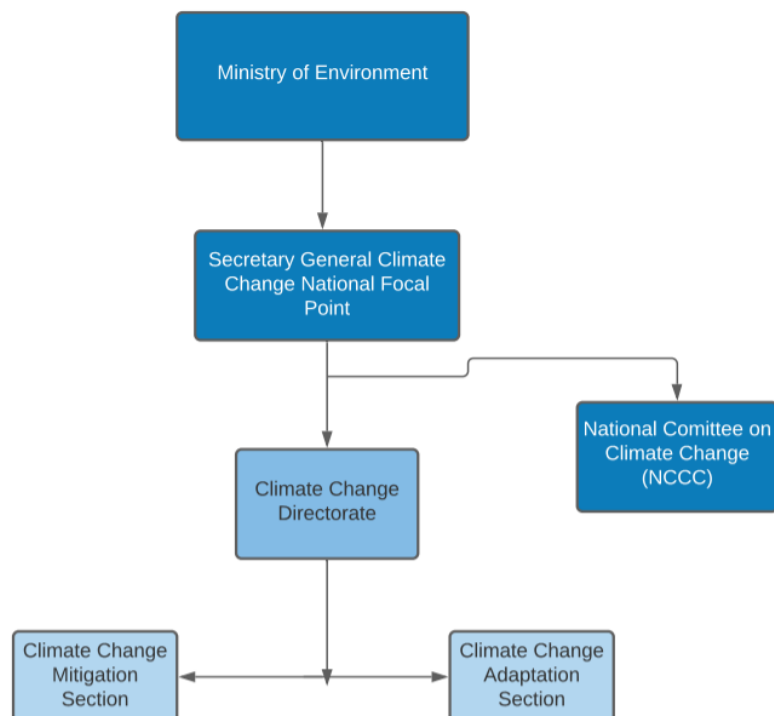 Ministry of Environment
Secretary General Climate
Change National Focal
Point
National Comittee on
Climate Change
(NCCC)
Climate Change
Directorate
Climate Change
Mitigation
Section
Climate Change
Adaptation
Section